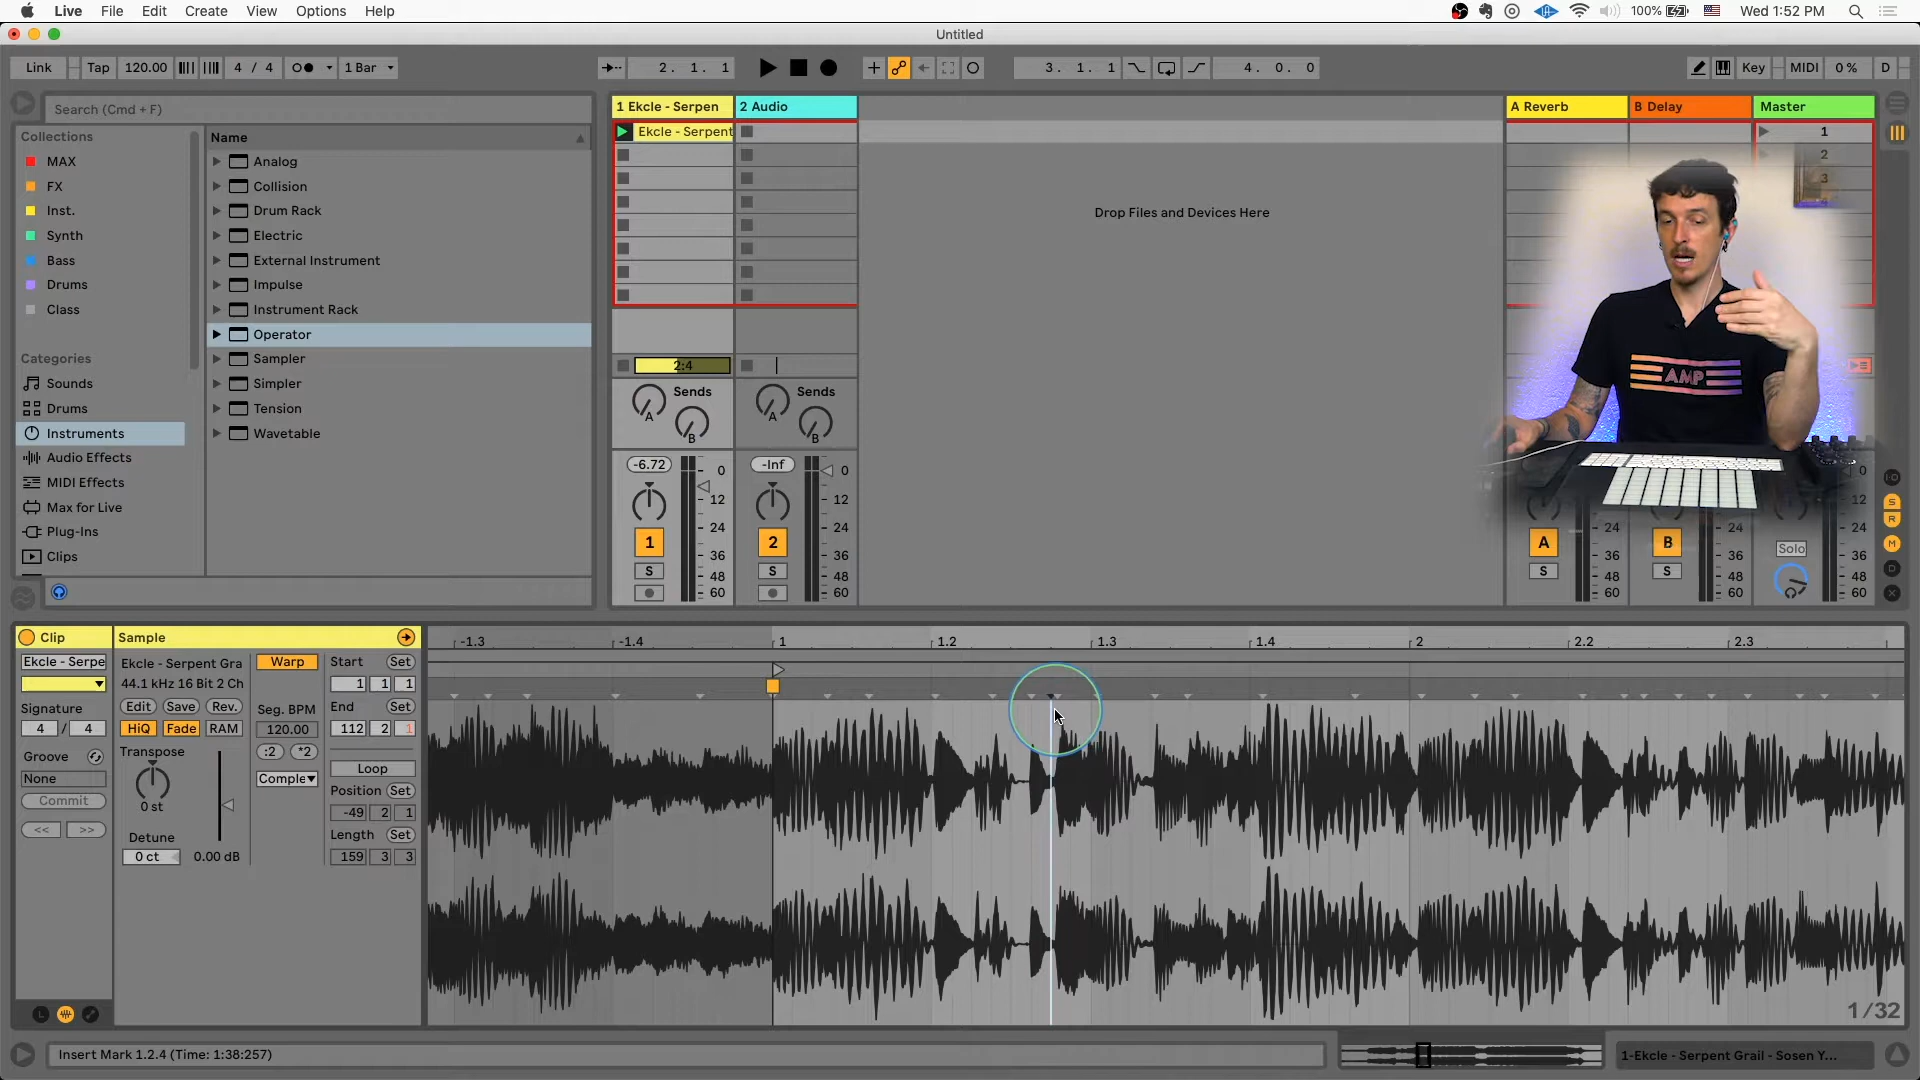 Live File Edit Create View Options Help
100% Wed 1:52 PM
Untitled
Link Tap 120.00 4 / 4 1 Bar 2. 1. 1 3. 1. 1 4. 0. 0 Key MIDI 0 % D
Search (Cmd + F)
Collections
MAX
FX
Inst.
Synth
Bass
Drums
Class
Categories
Sounds
Drums
Instruments
Audio Effects
MIDI Effects
Max for Live
Plug-Ins
Clips
Name
Analog
Collision
Drum Rack
Electric
External Instrument
Impulse
Instrument Rack
Operator
Sampler
Simpler
Tension
Wavetable
1 Ekcle - Serpen 2 Audio
Ekcle - Serpent
Drop Files and Devices Here
A Reverb B Delay Master
1
2
3
2:4
Sends Sends
A A
B B
-6.72 0 -Inf 0 0
12 12 12
24 24 24 24
1 2 A B Solo
36 36 36 36 36
S S S S
48 48 48 48 48
60 60 60 60 60
AMP
S
R
M
D
Clip
Ekcle - Serpe
Signature
4 / 4
Groove
None
Commit
<< >>
Sample
Ekcle - Serpent Gra
44.1 kHz 16 Bit 2 Ch
Edit Save Rev.
HiQ Fade RAM
Transpose
0 st
Detune
0 ct 0.00 dB
Warp
Seg. BPM
120.00
:2 *2
Comple
Start Set
1 1 1
End Set
112 2 1
Loop
Position Set
-49 2 1
Length Set
159 3 3
-1.3 -1.4 1 1.2 1.3 1.4 2 2.2 2.3
1/32
Insert Mark 1.2.4 (Time: 1:38:257)
1-Ekcle - Serpent Grail - Sosen Y...